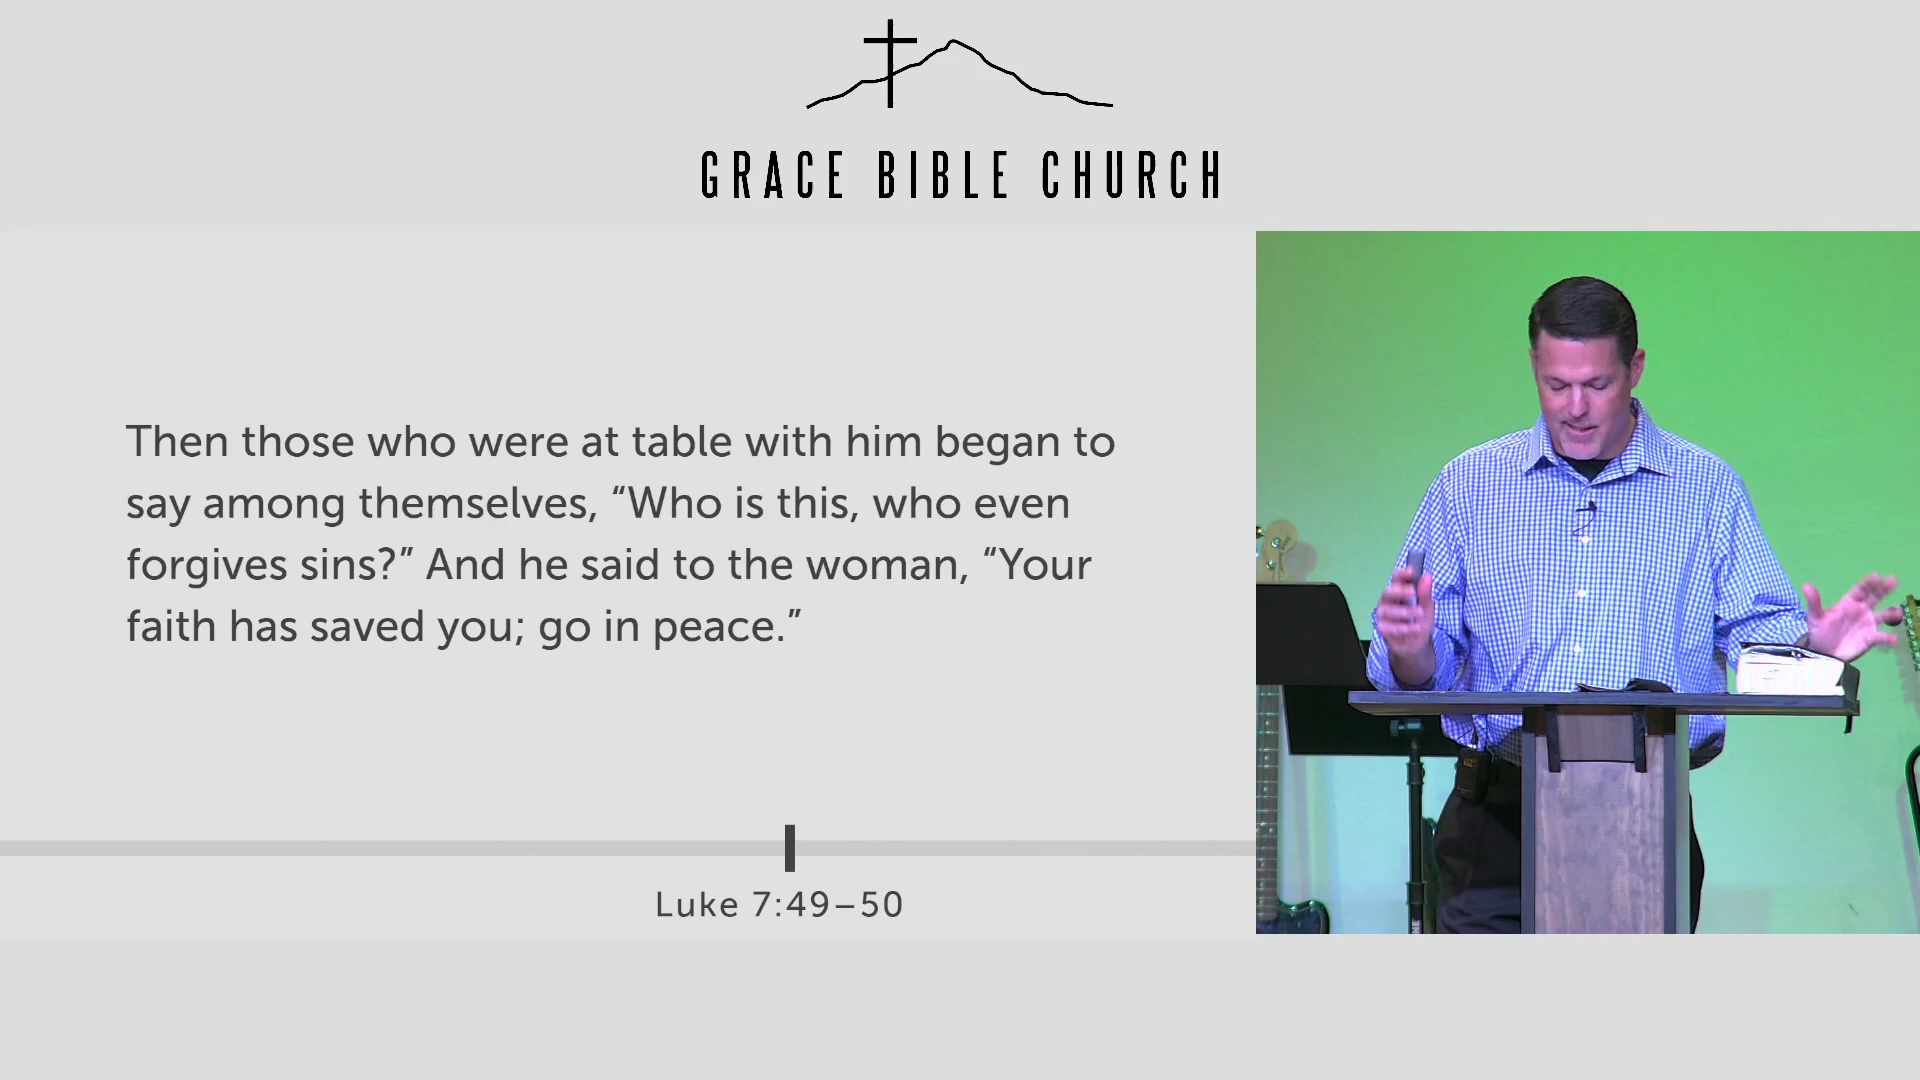 GRACE BIBLE CHURCH
Then those who were at table with him began to
say among themselves, “Who is this, who even
forgives sins?” And he said to the woman, “Your
faith has saved you; go in peace.”
Luke 7:49–50